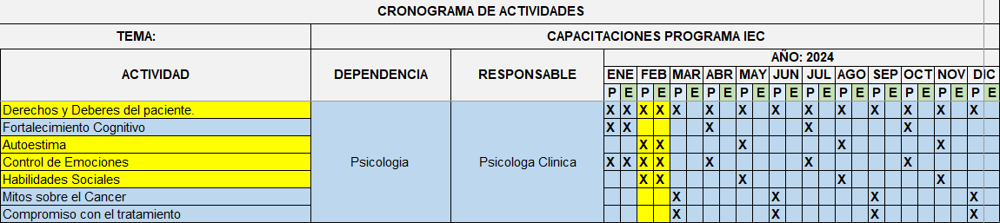 CRONOGRAMA DE ACTIVIDADES
TEMA: CAPACITACIONES PROGRAMA IEC
ACTIVIDAD DEPENDENCIA RESPONSABLE AÑO: 2024
ENE FEB MAR ABR MAY JUN JUL AGO SEP OCT NOV DIC
P E P E P E P E P E P E P E P E P E P E P E P E
Derechos y Deberes del paciente. X X X X X X X X X X X X X X
Fortalecimiento Cognitivo X X X X X
Autoestima X X X X X
Control de Emociones Psicologia Psicologa Clinica X X X X X X X
Habilidades Sociales X X X X X
Mitos sobre el Cancer X X X X
Compromiso con el tratamiento X X X X